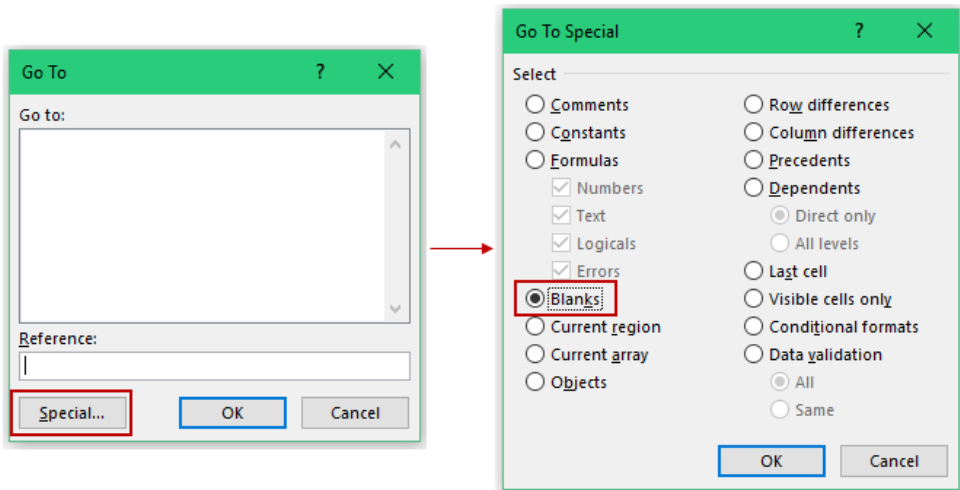 Go To
?
Go to:
Reference:
Special...
OK
Cancel
Go To Special
?
Select
Comments
Constants
Formulas
Numbers
Text
Logicals
Errors
Blanks
Current region
Current array
Objects
Row differences
Column differences
Precedents
Dependents
Direct only
All levels
Last cell
Visible cells only
Conditional formats
Data validation
All
Same
OK
Cancel